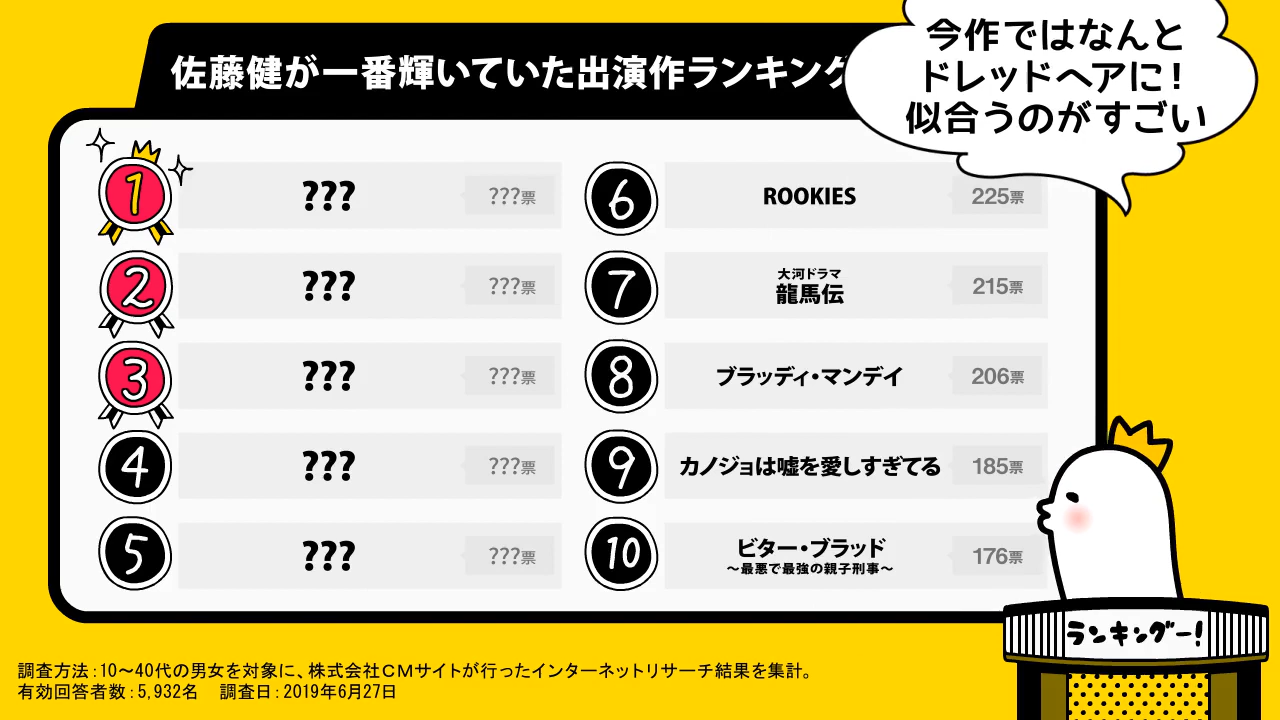 今作ではなんと
ドレッドヘアに!
似合うのがすごい
佐藤健が一番輝いていた出演作ランキング
1 ??? ???票
2 ??? ???票
3 ??? ???票
4 ??? ???票
5 ??? ???票
6 ROOKIES 225票
7 大河ドラマ
龍馬伝 215票
8 ブラッディ・マンデイ 206票
9 カノジョは嘘を愛しすぎてる 185票
10 ビター・ブラッド 176票
〜最悪で最強の親子刑事〜
ランキングー!
調査方法:10〜40代の男女を対象に、株式会社CMサイトが行ったインターネットリサーチ結果を集計。
有効回答者数:5,932名 調査日:2019年6月27日